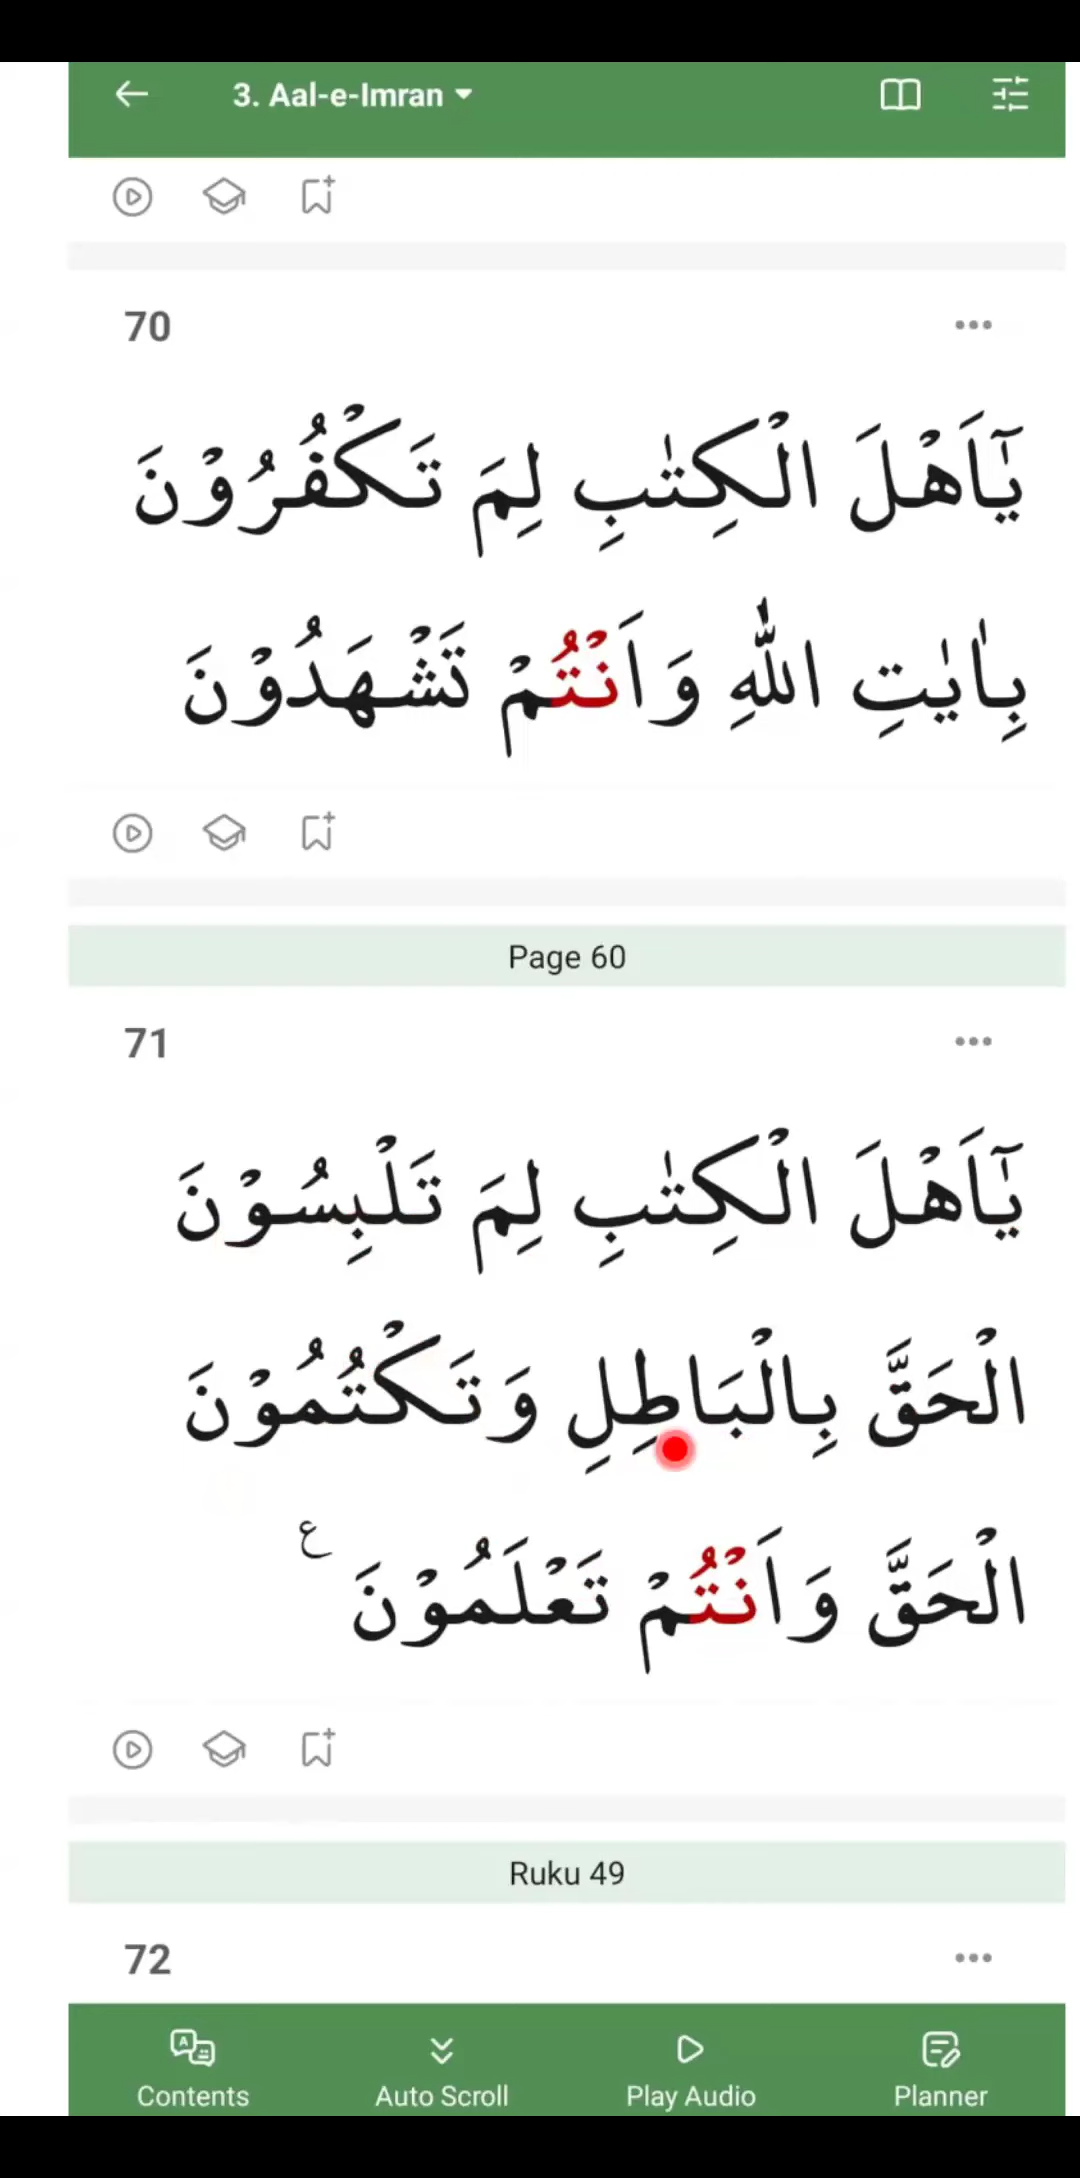 3. Aal-e-Imran
70
يٰٓاَهْلَ الْكِتٰبِ لِمَ تَكْفُرُوْنَ
بِاٰيٰتِ اللّٰهِ وَاَنْتُمْ تَشْهَدُوْنَ
Page 60
71
يٰٓاَهْلَ الْكِتٰبِ لِمَ تَلْبِسُوْنَ
الْحَقَّ بِالْبَاطِلِ وَتَكْتُمُوْنَ
الْحَقَّ وَاَنْتُمْ تَعْلَمُوْنَ ع
Ruku 49
72
Contents Auto Scroll Play Audio Planner